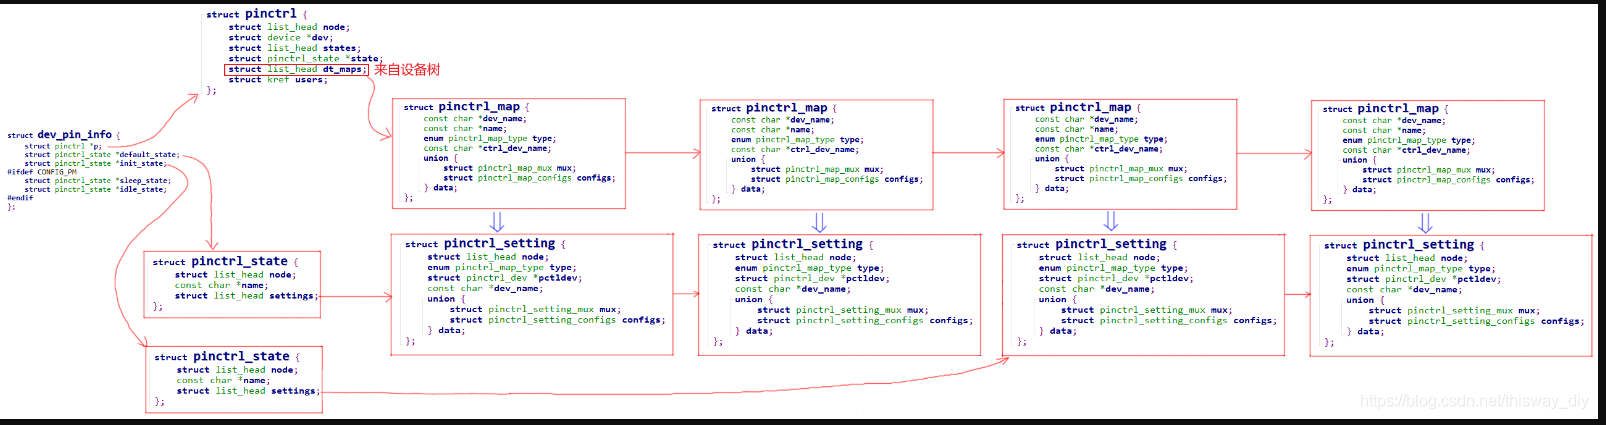 struct pinctrl {
struct list_head node;
struct device *dev;
struct list_head states;
struct pinctrl_state *state;
struct list_head dt_maps; 来自设备树
struct kref users;
};
struct dev_pin_info {
struct pinctrl *p;
struct pinctrl_state *default_state;
struct pinctrl_state *init_state;
#ifdef CONFIG_PM
struct pinctrl_state *sleep_state;
struct pinctrl_state *idle_state;
#endif
};
struct pinctrl_map {
const char *dev_name;
const char *name;
enum pinctrl_map_type type;
const char *ctrl_dev_name;
union {
struct pinctrl_map_mux mux;
struct pinctrl_map_configs configs;
} data;
};
struct pinctrl_map {
const char *dev_name;
const char *name;
enum pinctrl_map_type type;
const char *ctrl_dev_name;
union {
struct pinctrl_map_mux mux;
struct pinctrl_map_configs configs;
} data;
};
struct pinctrl_map {
const char *dev_name;
const char *name;
enum pinctrl_map_type type;
const char *ctrl_dev_name;
union {
struct pinctrl_map_mux mux;
struct pinctrl_map_configs configs;
} data;
};
struct pinctrl_map {
const char *dev_name;
const char *name;
enum pinctrl_map_type type;
const char *ctrl_dev_name;
union {
struct pinctrl_map_mux mux;
struct pinctrl_map_configs configs;
} data;
};
struct pinctrl_state {
struct list_head node;
const char *name;
struct list_head settings;
};
struct pinctrl_setting {
struct list_head node;
enum pinctrl_map_type type;
struct pinctrl_dev *pctldev;
const char *dev_name;
union {
struct pinctrl_setting_mux mux;
struct pinctrl_setting_configs configs;
} data;
};
struct pinctrl_setting {
struct list_head node;
enum pinctrl_map_type type;
struct pinctrl_dev *pctldev;
const char *dev_name;
union {
struct pinctrl_setting_mux mux;
struct pinctrl_setting_configs configs;
} data;
};
struct pinctrl_setting {
struct list_head node;
enum pinctrl_map_type type;
struct pinctrl_dev *pctldev;
const char *dev_name;
union {
struct pinctrl_setting_mux mux;
struct pinctrl_setting_configs configs;
} data;
};
struct pinctrl_setting {
struct list_head node;
enum pinctrl_map_type type;
struct pinctrl_dev *pctldev;
const char *dev_name;
union {
struct pinctrl_setting_mux mux;
struct pinctrl_setting_configs configs;
} data;
};
struct pinctrl_state {
struct list_head node;
const char *name;
struct list_head settings;
};
https://blog.csdn.net/thisway_diy